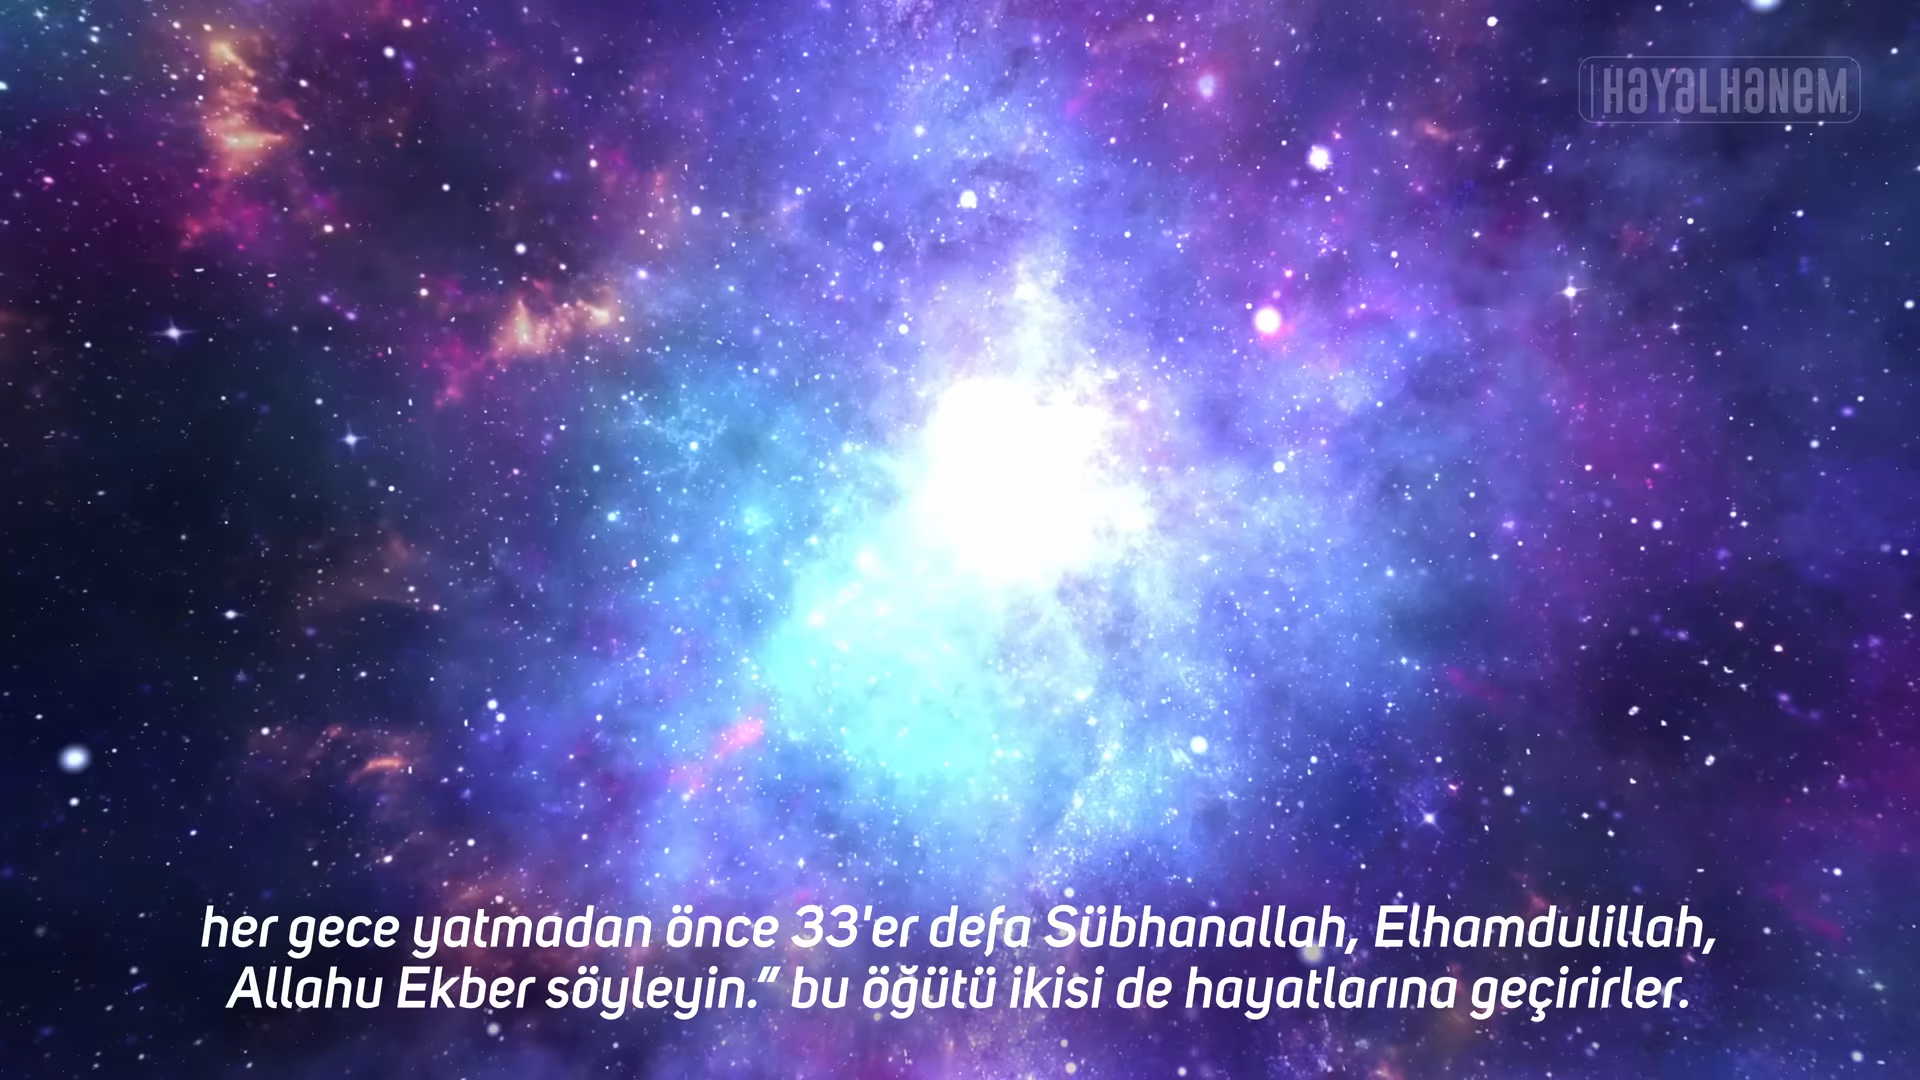 HAYALHANEM
her gece yatmadan önce 33'er defa Sübhanallah, Elhamdulillah,
Allahu Ekber söyleyin.” bu öğütü ikisi de hayatlarına geçirirler.